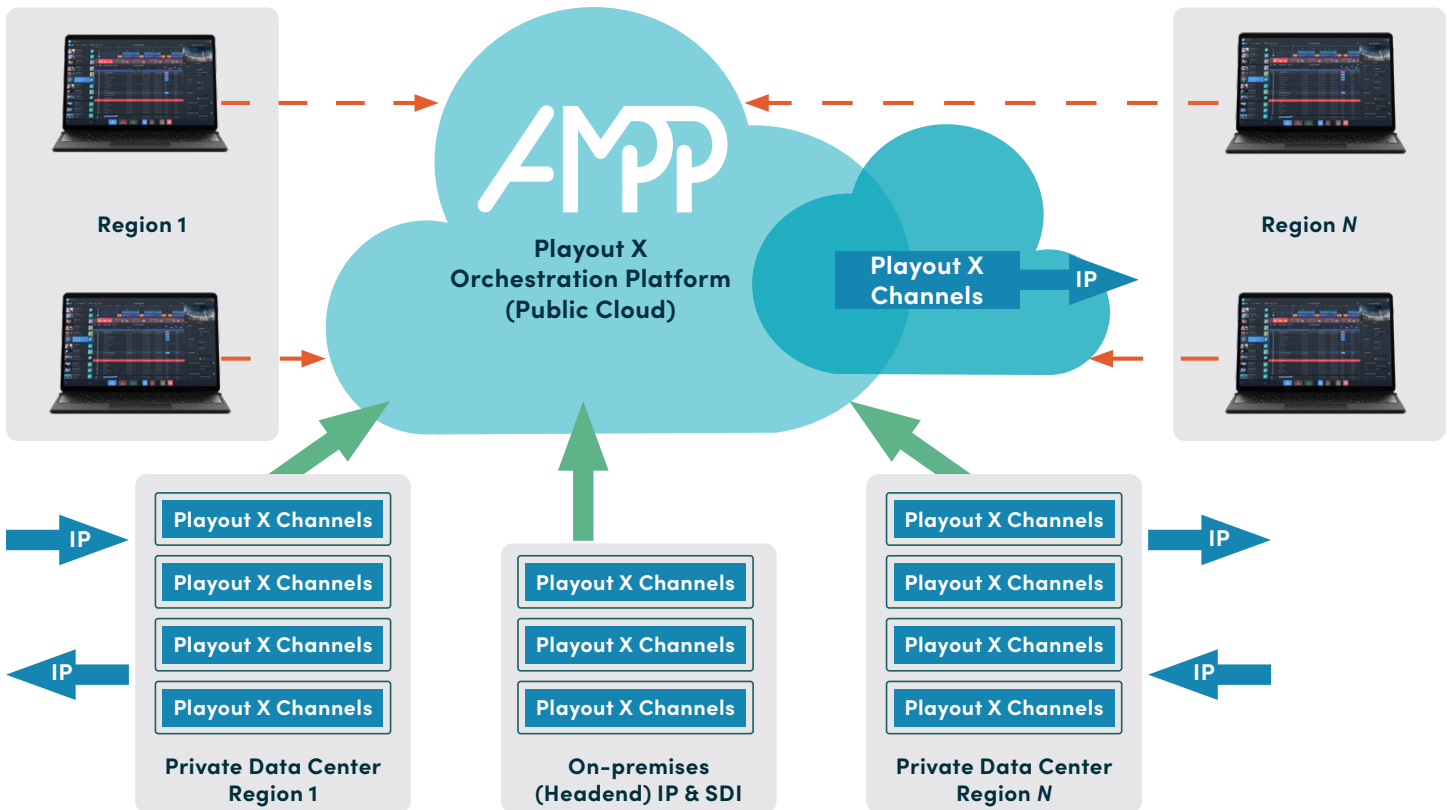 Region 1
AMPP
Playout X
Orchestration Platform
(Public Cloud)
Playout X
Channels
IP
Region N
IP
IP
Playout X Channels
Playout X Channels
Playout X Channels
Playout X Channels
Private Data Center
Region 1
Playout X Channels
Playout X Channels
Playout X Channels
On-premises
(Headend) IP & SDI
Playout X Channels
Playout X Channels
Playout X Channels
Playout X Channels
Private Data Center
Region N
IP
IP